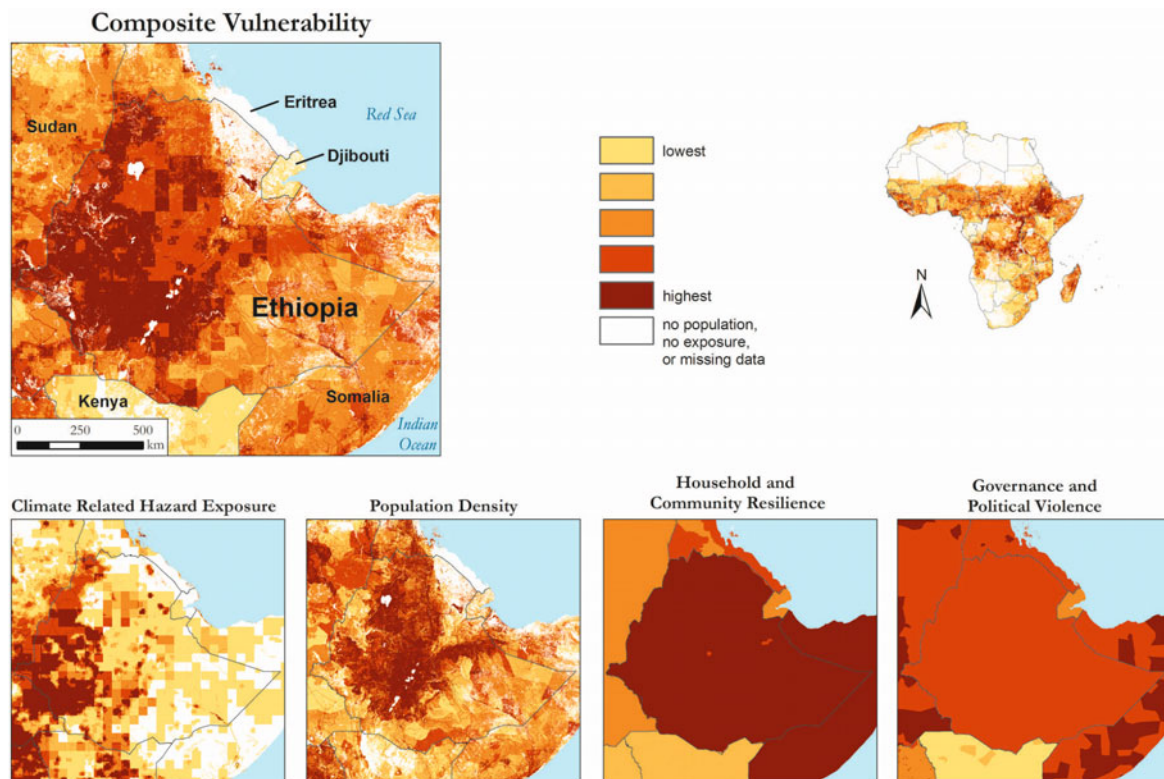 Composite Vulnerability
Eritrea
Red Sea
Sudan
Djibouti
Ethiopia
Kenya
Somalia
0 250 500
km
Indian
Ocean
lowest
highest
no population,
no exposure,
or missing data
N
Climate Related Hazard Exposure
Population Density
Household and
Community Resilience
Governance and
Political Violence